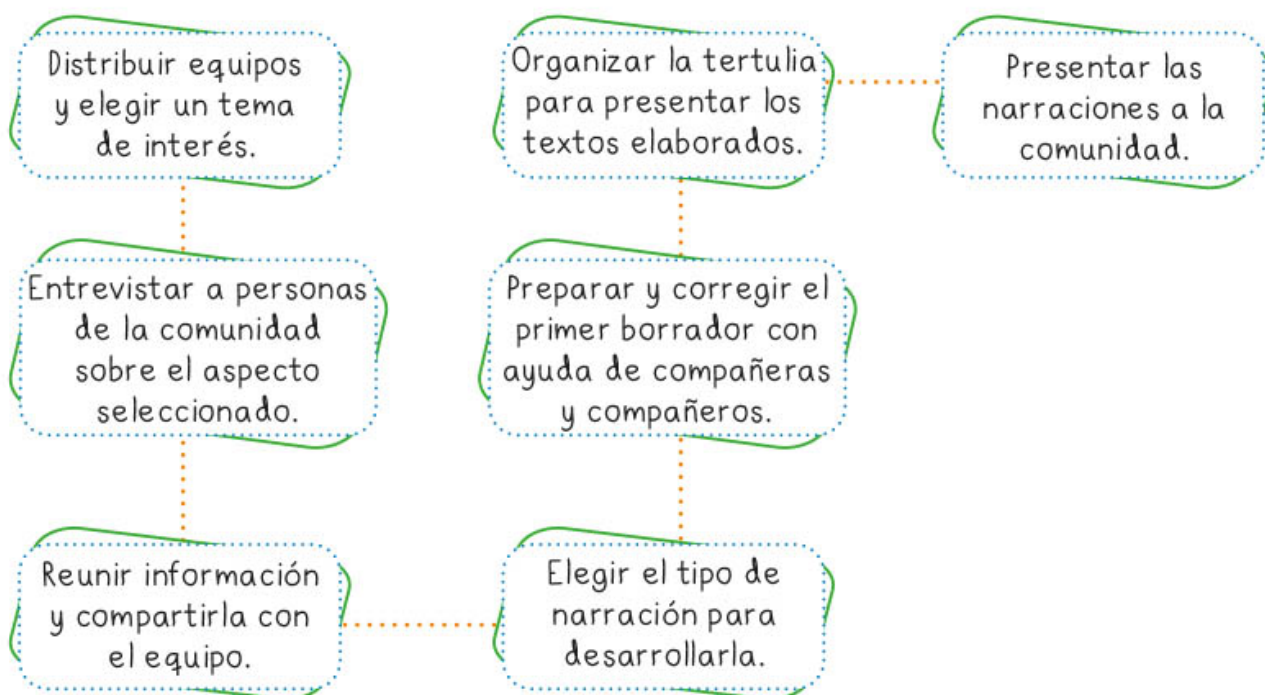 Distribuir equipos
y elegir un tema
de interés.
Entrevistar a personas
de la comunidad
sobre el aspecto
seleccionado.
Reunir información
y compartirla con
el equipo.
Elegir el tipo de
narración para
desarrollarla.
Preparar y corregir el
primer borrador con
ayuda de compañeras
y compañeros.
Organizar la tertulia
para presentar los
textos elaborados.
Presentar las
narraciones a la
comunidad.